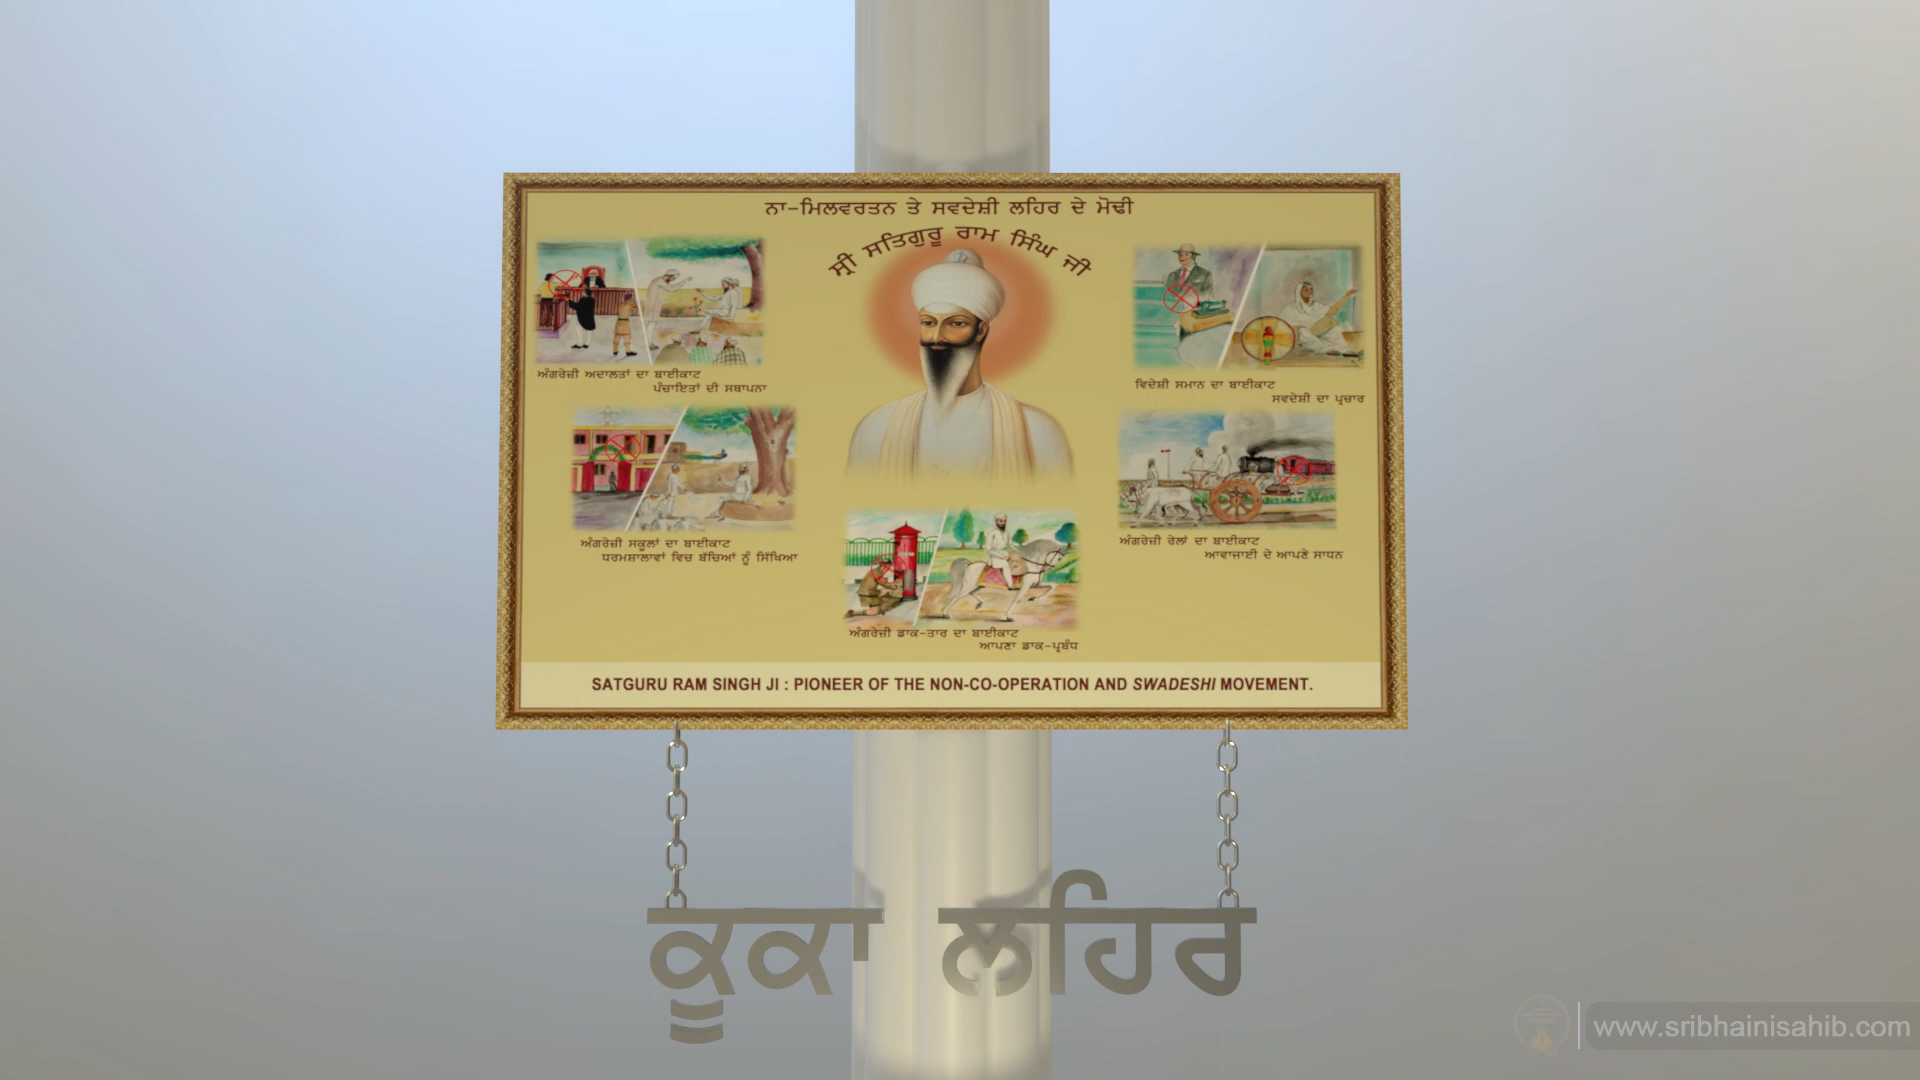 ਨਾ-ਮਿਲਵਰਤਨ ਤੇ ਸਵਦੇਸ਼ੀ ਲਹਿਰ ਦੇ ਮੋਢੀ
ਸ੍ਰੀ ਸਤਿਗੁਰੂ ਰਾਮ ਸਿੰਘ ਜੀ
ਅੰਗਰੇਜ਼ੀ ਅਦਾਲਤਾਂ ਦਾ ਬਾਈਕਾਟ
ਪੰਚਾਇਤਾਂ ਦੀ ਸਥਾਪਨਾ
ਵਿਦੇਸ਼ੀ ਸਮਾਨ ਦਾ ਬਾਈਕਾਟ
ਸਵਦੇਸ਼ੀ ਦਾ ਪ੍ਰਚਾਰ
ਅੰਗਰੇਜ਼ੀ ਸਕੂਲਾਂ ਦਾ ਬਾਈਕਾਟ
ਧਰਮਸ਼ਾਲਾਵਾਂ ਵਿਚ ਬੱਚਿਆਂ ਨੂੰ ਸਿੱਖਿਆ
ਅੰਗਰੇਜ਼ੀ ਰੇਲਾਂ ਦਾ ਬਾਈਕਾਟ
ਆਵਾਜਾਈ ਦੇ ਆਪਣੇ ਸਾਧਨ
ਅੰਗਰੇਜ਼ੀ ਡਾਕ-ਤਾਰ ਦਾ ਬਾਈਕਾਟ
ਆਪਣਾ ਡਾਕ-ਪ੍ਰਬੰਧ
SATGURU RAM SINGH JI : PIONEER OF THE NON-CO-OPERATION AND SWADESHI MOVEMENT.
ਕੂਕਾ ਲਹਿਰ
www.sribhainisahib.com